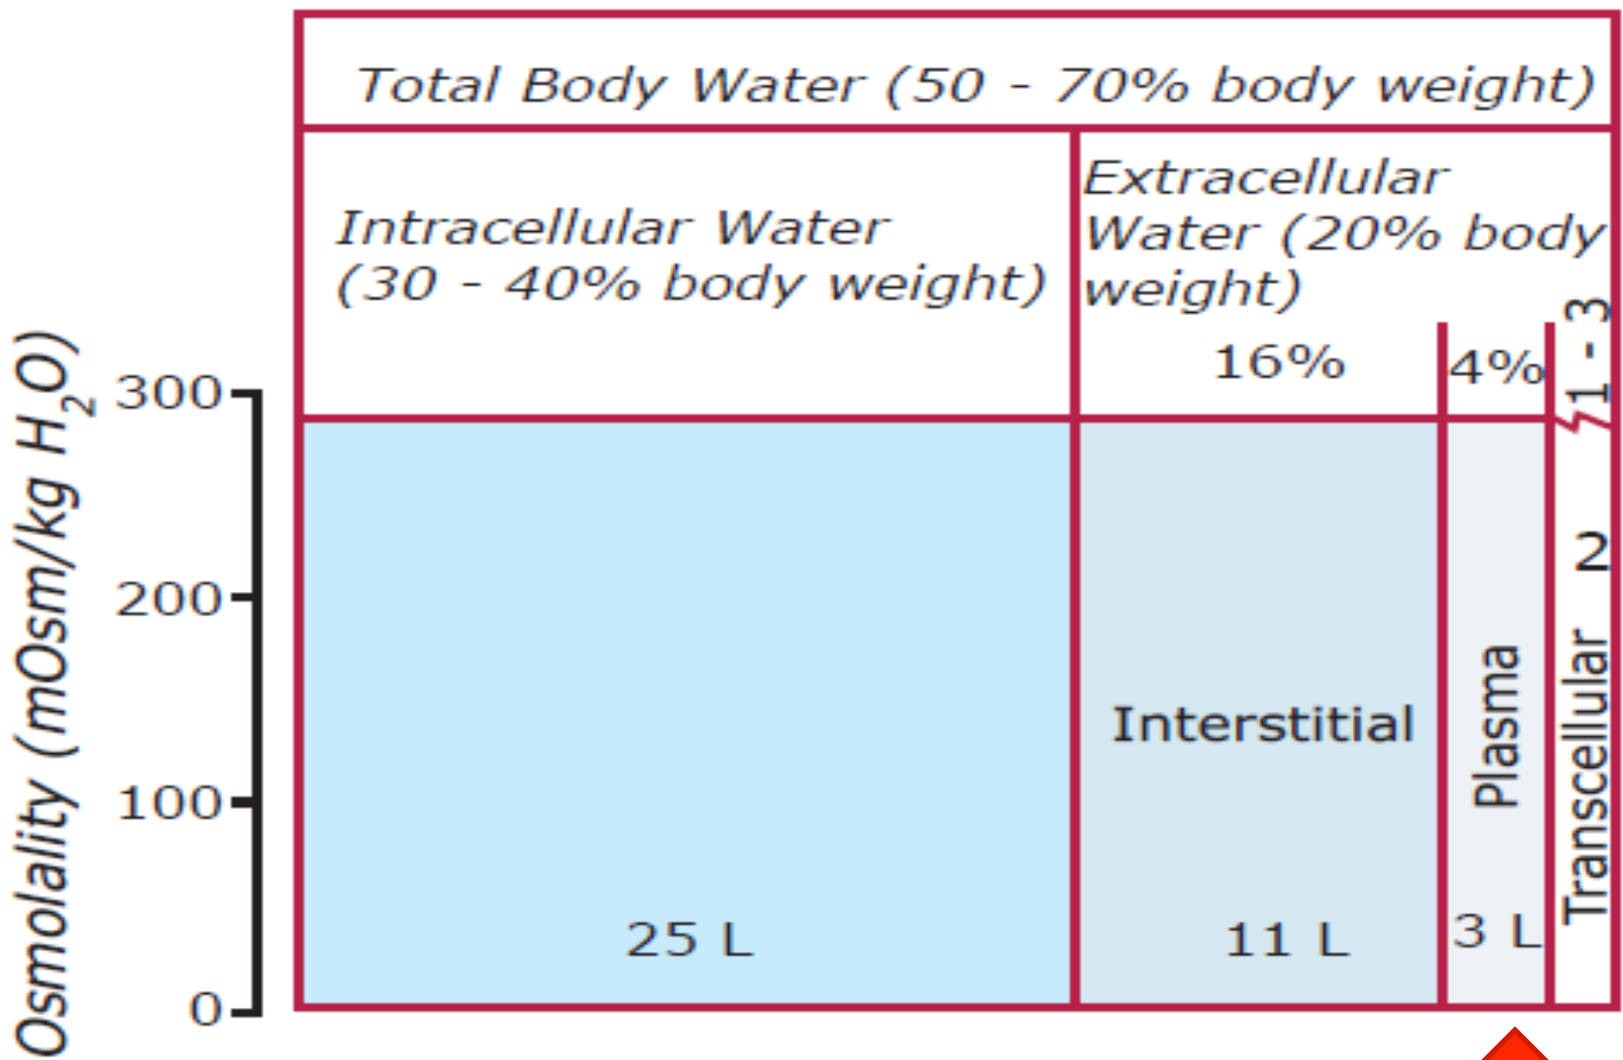 Total Body Water (50 - 70% body weight)
Intracellular Water
(30 - 40% body weight)
Extracellular
Water (20% body
weight)
16%
4%
1 - 3
Osmolality (mOsm/kg H2O)
300
200
100
0
25 L
Interstitial
11 L
Plasma
3 L
Transcellular 2